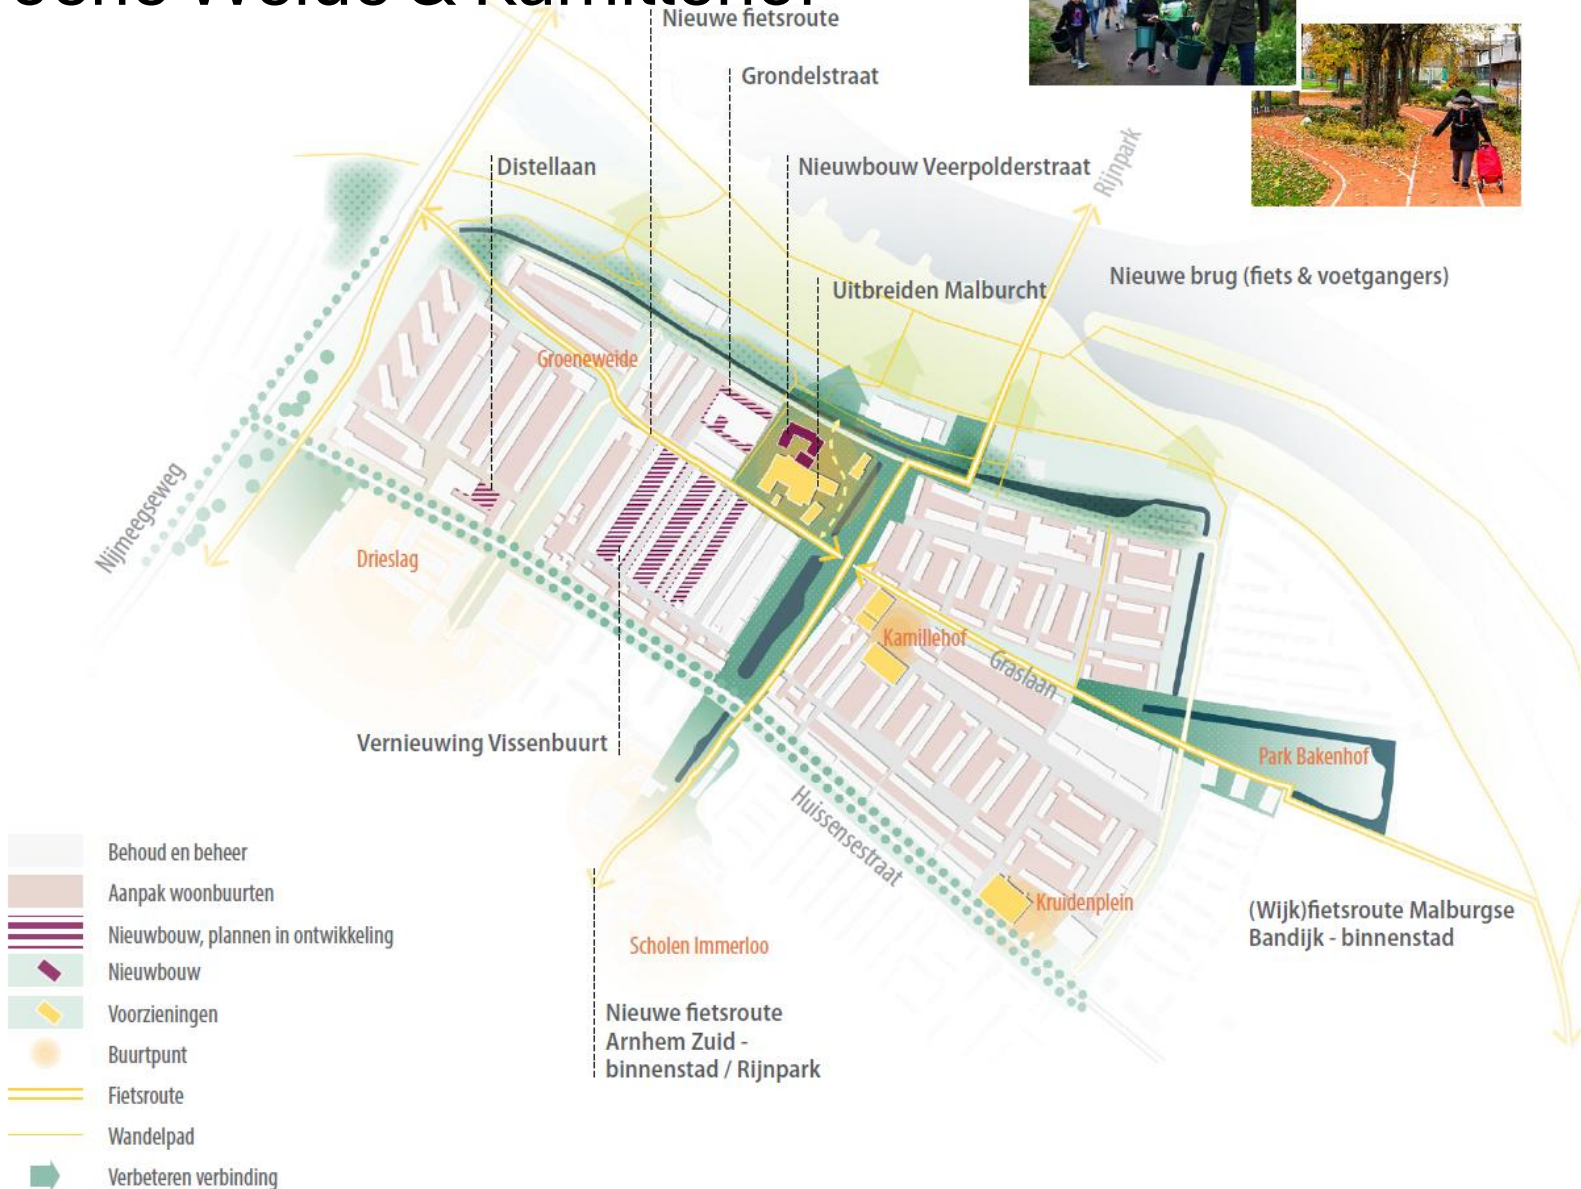 Nieuwe fietsroute
Grondelstraat
Distellaan
Nieuwbouw Veerpolderstraat
Rijnpark
Uitbreiden Malburcht
Nieuwe brug (fiets & voetgangers)
Groeneweide
Nijmeegseweg
Drieslag
Kamillehof
Graslaan
Vernieuwing Vissenbuurt
Park Bakenhof
Huissensestraat
Kruidenplein
(Wijk)fietsroute Malburgse
Bandijk - binnenstad
Scholen Immerloo
Nieuwe fietsroute
Arnhem Zuid -
binnenstad / Rijnpark
Behoud en beheer
Aanpak woonbuurten
Nieuwbouw, plannen in ontwikkeling
Nieuwbouw
Voorzieningen
Buurtpunt
Fietsroute
Wandelpad
Verbeteren verbinding